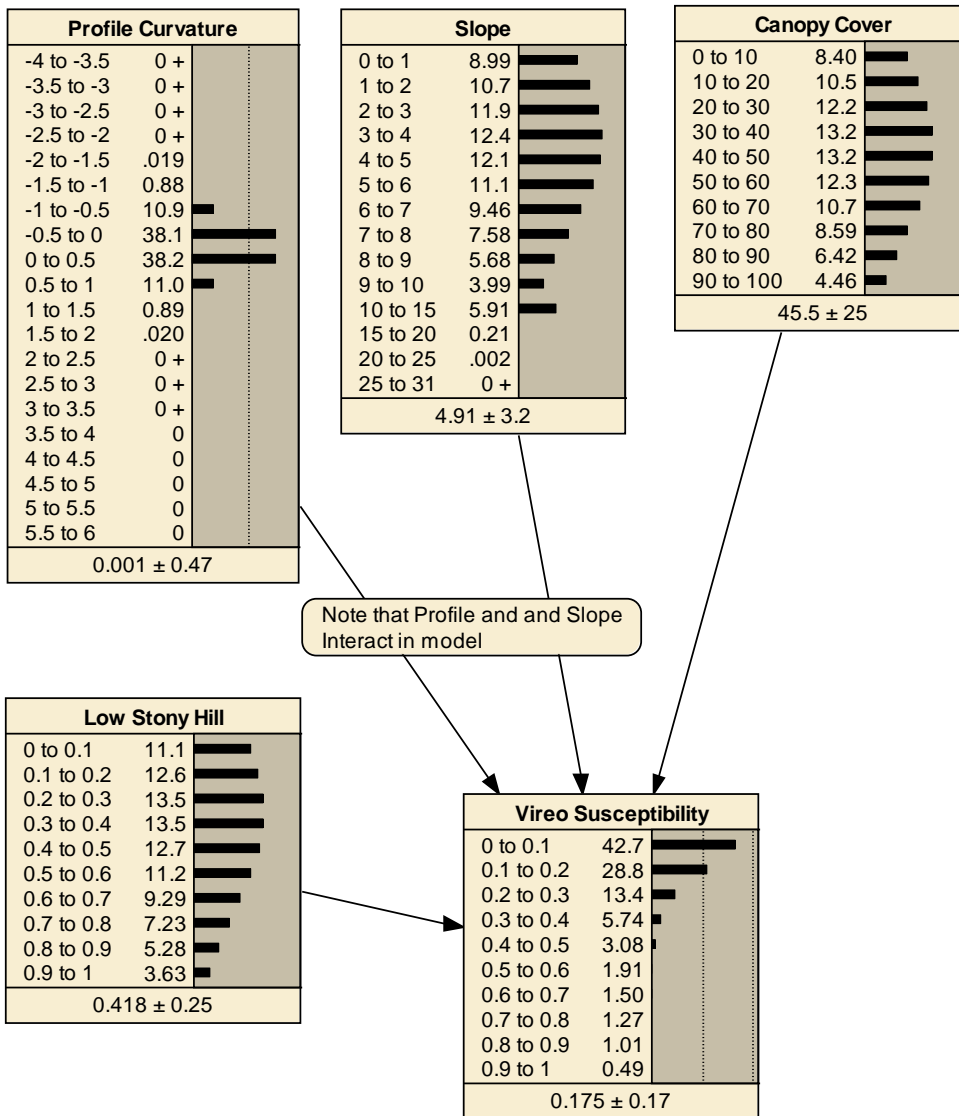 Profile Curvature
-4 to -3.5 0 +
-3.5 to -3 0 +
-3 to -2.5 0 +
-2.5 to -2 0 +
-2 to -1.5 .019
-1.5 to -1 0.88
-1 to -0.5 10.9
-0.5 to 0 38.1
0 to 0.5 38.2
0.5 to 1 11.0
1 to 1.5 0.89
1.5 to 2 .020
2 to 2.5 0 +
2.5 to 3 0 +
3 to 3.5 0 +
3.5 to 4 0
4 to 4.5 0
4.5 to 5 0
5 to 5.5 0
5.5 to 6 0
0.001 ± 0.47
Slope
0 to 1 8.99
1 to 2 10.7
2 to 3 11.9
3 to 4 12.4
4 to 5 12.1
5 to 6 11.1
6 to 7 9.46
7 to 8 7.58
8 to 9 5.68
9 to 10 3.99
10 to 15 5.91
15 to 20 0.21
20 to 25 .002
25 to 31 0 +
4.91 ± 3.2
Canopy Cover
0 to 10 8.40
10 to 20 10.5
20 to 30 12.2
30 to 40 13.2
40 to 50 13.2
50 to 60 12.3
60 to 70 10.7
70 to 80 8.59
80 to 90 6.42
90 to 100 4.46
45.5 ± 25
Note that Profile and and Slope
Interact in model
Low Stony Hill
0 to 0.1 11.1
0.1 to 0.2 12.6
0.2 to 0.3 13.5
0.3 to 0.4 13.5
0.4 to 0.5 12.7
0.5 to 0.6 11.2
0.6 to 0.7 9.29
0.7 to 0.8 7.23
0.8 to 0.9 5.28
0.9 to 1 3.63
0.418 ± 0.25
Vireo Susceptibility
0 to 0.1 42.7
0.1 to 0.2 28.8
0.2 to 0.3 13.4
0.3 to 0.4 5.74
0.4 to 0.5 3.08
0.5 to 0.6 1.91
0.6 to 0.7 1.50
0.7 to 0.8 1.27
0.8 to 0.9 1.01
0.9 to 1 0.49
0.175 ± 0.17